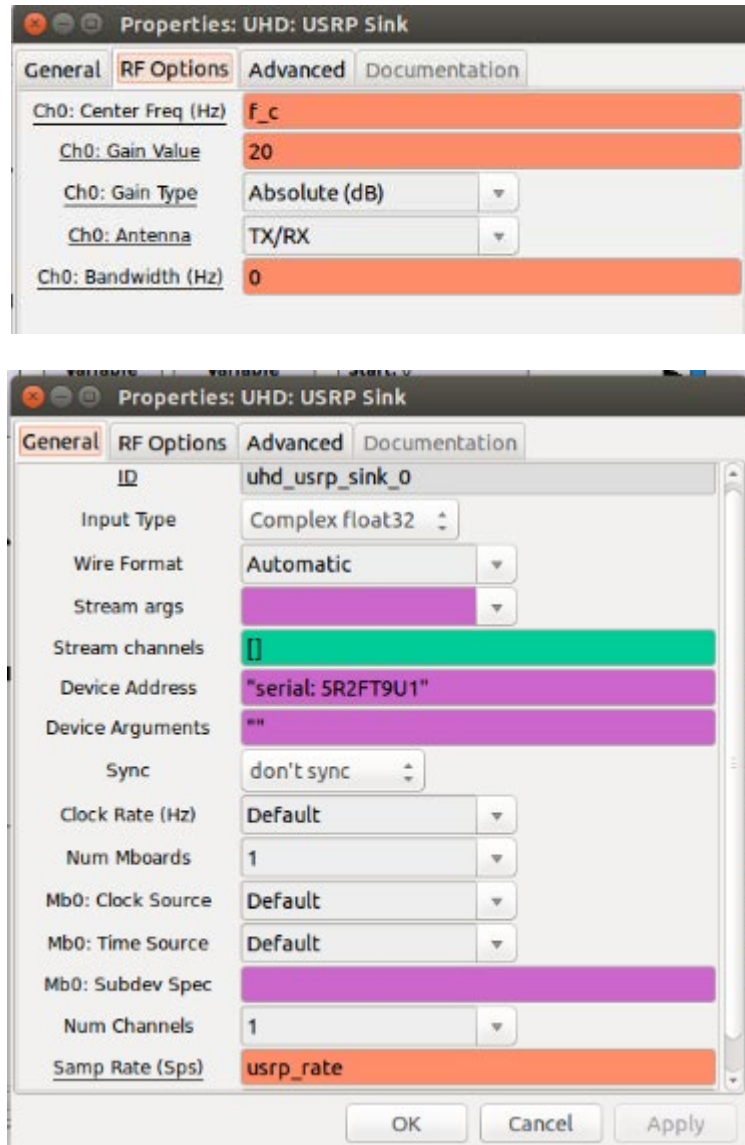 Properties: UHD: USRP Sink
General RF Options Advanced Documentation
Ch0: Center Freq (Hz) f_c
Ch0: Gain Value 20
Ch0: Gain Type Absolute (dB)
Ch0: Antenna TX/RX
Ch0: Bandwidth (Hz) 0
Variable Variable Start: 0
Properties: UHD: USRP Sink
General RF Options Advanced Documentation
ID uhd_usrp_sink_0
Input Type Complex float32
Wire Format Automatic
Stream args
Stream channels []
Device Address "serial: 5R2FT9U1"
Device Arguments ""
Sync don't sync
Clock Rate (Hz) Default
Num Mboards 1
Mb0: Clock Source Default
Mb0: Time Source Default
Mb0: Subdev Spec
Num Channels 1
Samp Rate (Sps) usrp_rate
OK Cancel Apply